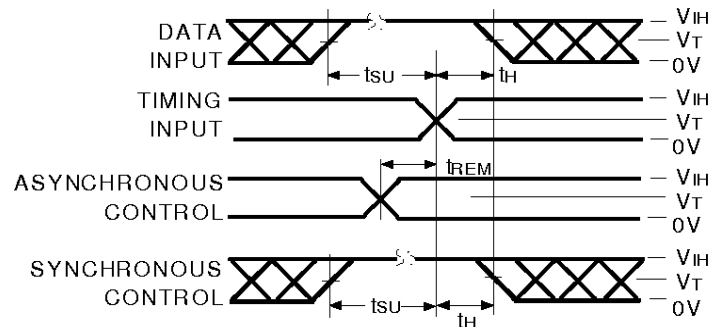 DATA
INPUT
tSU
tH
VIH
VT
0V
TIMING
INPUT
VIH
VT
0V
tREM
ASYNCHRONOUS
CONTROL
VIH
VT
0V
SYNCHRONOUS
CONTROL
tSU
tH
VIH
VT
0V